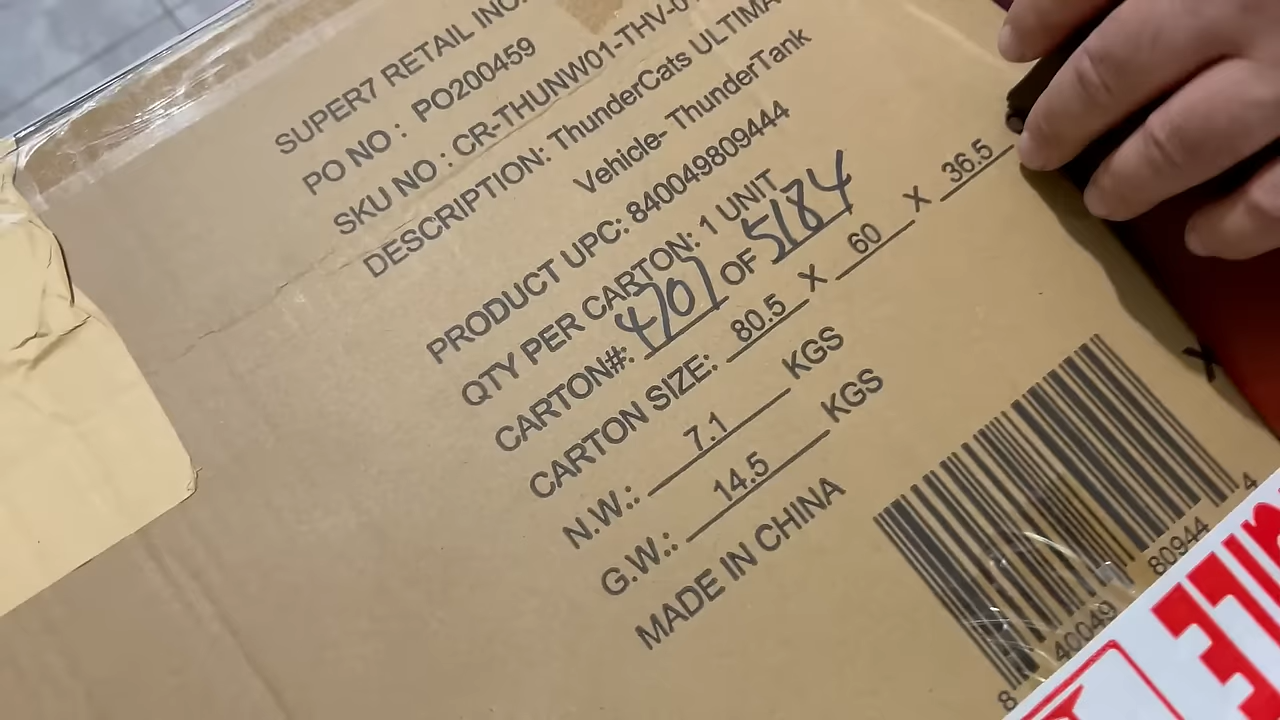 SUPER7 RETAIL INC.
PO NO : PO200459
SKU NO : CR-THUNW01-THV-0
DESCRIPTION: ThunderCats ULTIMA
Vehicle- ThunderTank
PRODUCT UPC: 840049809444
QTY PER CARTON: 1 UNIT
CARTON#: 4701 OF 5184
CARTON SIZE: 80.5 X 60 X 36.5
N.W.: 7.1 KGS
G.W.: 14.5 KGS
MADE IN CHINA
8 40049 80944 4